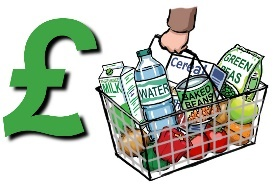 £
MILK
WATER
Cereal
GREEN
PEAS
BAKED
BEANS